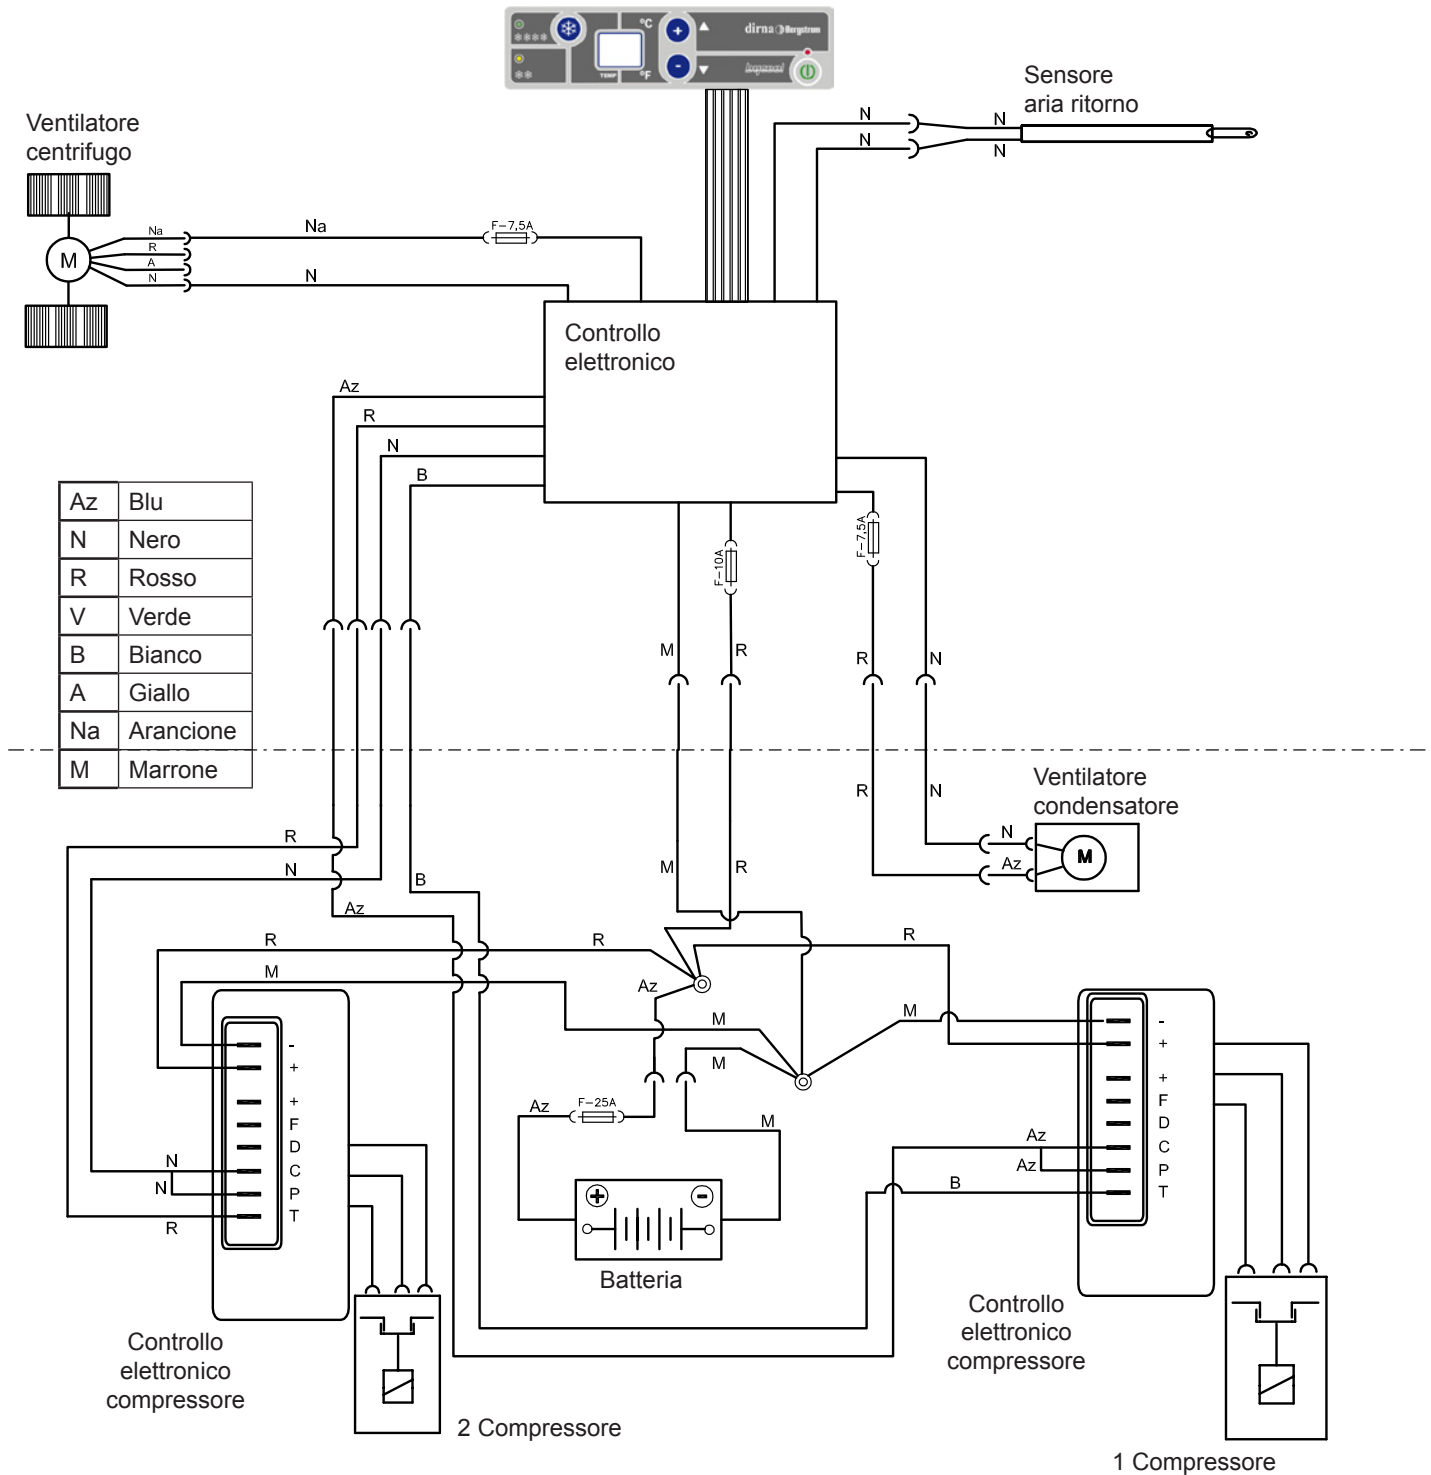 ❄❄❄❄
❄❄
TEMP
°C
°F
+
-
dirna Bergstrom
Sensore
aria ritorno
N
N
N
N
Ventilatore
centrifugo
M
Na
R
A
N
Na
N
F-7,5A
Controllo
elettronico
Az
R
N
B
Az Blu
N Nero
R Rosso
V Verde
B Bianco
A Giallo
Na Arancione
M Marrone
F-10A
F-7,5A
M
R
R
N
R
N
Ventilatore
condensatore
N
Az
M
R
N
B
Az
M
R
R
R
R
M
Az
M
M
M
-
+
+
F
D
C
P
T
N
N
R
Az
F-25A
M
+
-
Batteria
-
+
+
F
D
C
P
T
Az
Az
B
Controllo
elettronico
compressore
2 Compressore
Controllo
elettronico
compressore
1 Compressore